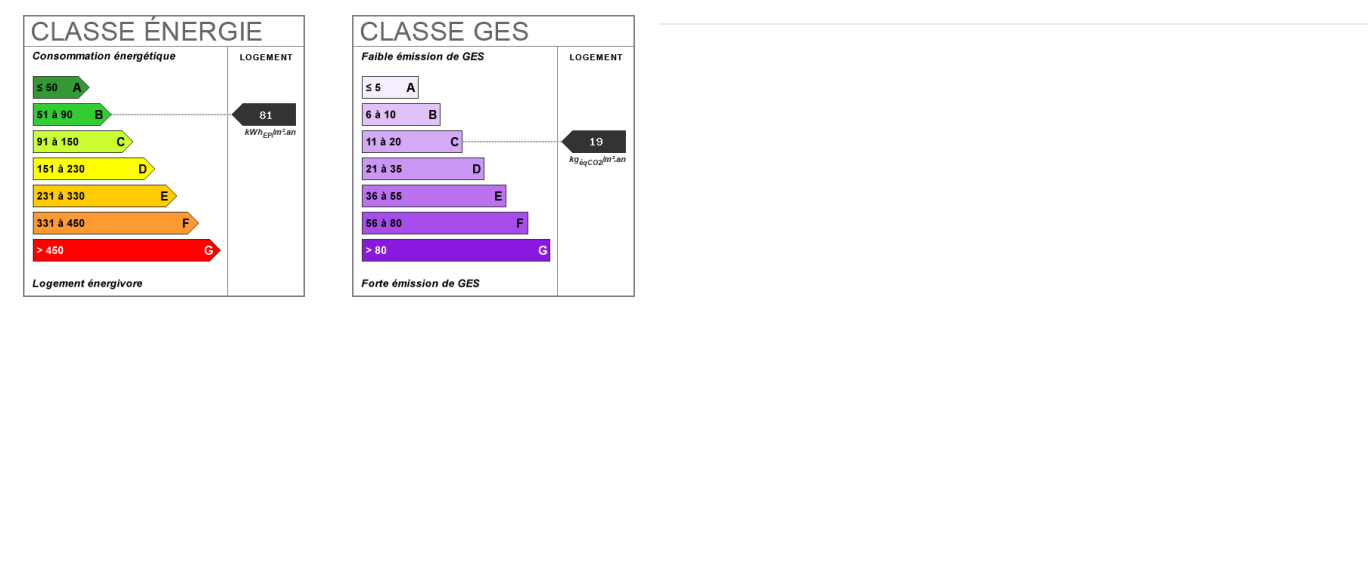 CLASSE ÉNERGIE
Consommation énergétique
LOGEMENT
≤ 50 A
51 à 90 B
81
kWhEP/m².an
91 à 150 C
151 à 230 D
231 à 330 E
331 à 450 F
> 450 G
Logement énergivore
CLASSE GES
Faible émission de GES
LOGEMENT
≤ 5 A
6 à 10 B
11 à 20 C
19
kgéqCO2/m².an
21 à 35 D
36 à 55 E
56 à 80 F
> 80 G
Forte émission de GES